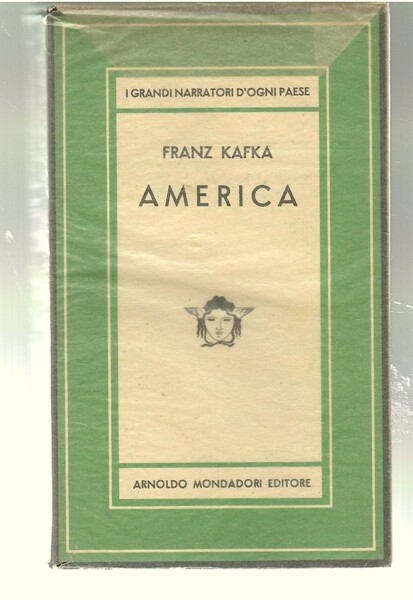 I GRANDI NARRATORI D'OGNI PAESE
FRANZ KAFKA
AMERICA
ARNOLDO MONDADORI EDITORE